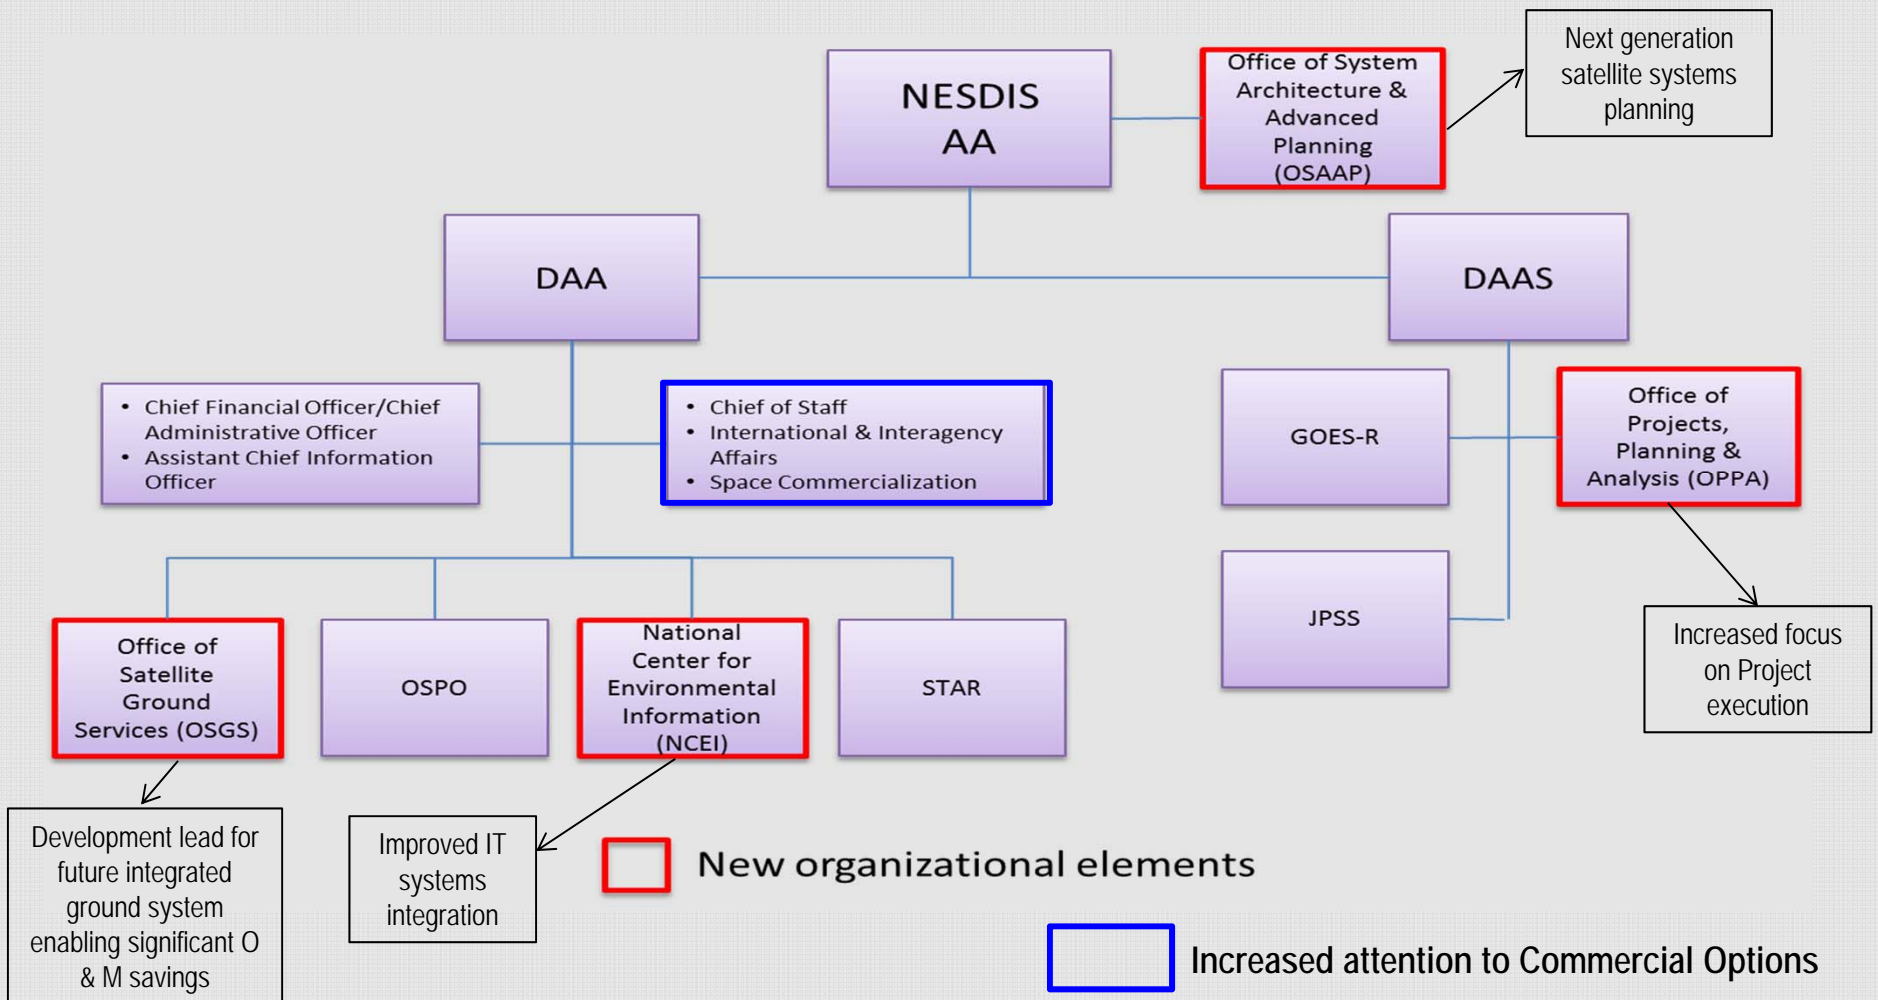 NESDIS
AA
Office of System
Architecture &
Advanced
Planning
(OSAAP)
Next generation
satellite systems
planning
DAA
DAAS
• Chief Financial Officer/Chief
Administrative Officer
• Assistant Chief Information
Officer
• Chief of Staff
• International & Interagency
Affairs
• Space Commercialization
GOES-R
Office of
Projects,
Planning &
Analysis (OPPA)
JPSS
Increased focus
on Project
execution
Office of
Satellite
Ground
Services (OSGS)
OSPO
National
Center for
Environmental
Information
(NCEI)
STAR
Development lead for
future integrated
ground system
enabling significant O
& M savings
Improved IT
systems
integration
New organizational elements
Increased attention to Commercial Options